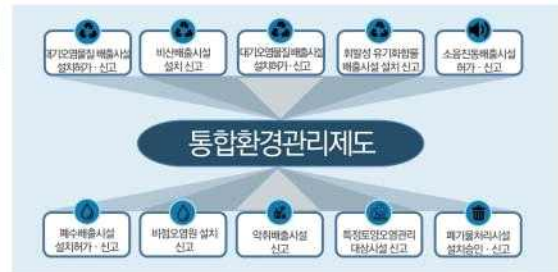 대기오염물질 배출시설
설치허가 · 신고
비산배출시설
설치 신고
대기오염물질 배출시설
설치허가 · 신고
휘발성 유기화합물
배출시설 설치 신고
소음진동배출시설
허가 · 신고
통합환경관리제도
폐수배출시설
설치허가 · 신고
비점오염원 설치
신고
악취배출시설
신고
특정토양오염관리
대상시설 신고
폐기물처리시설
설치승인 · 신고